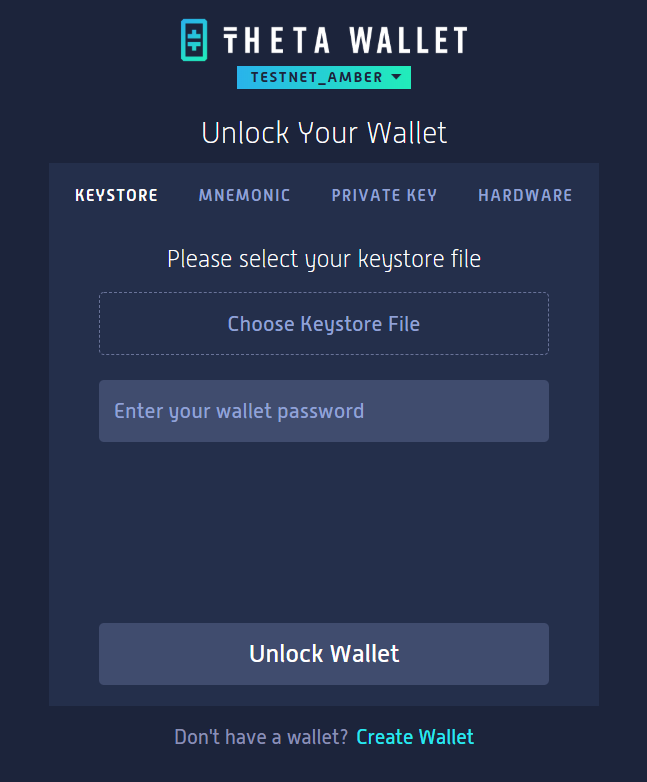 THETA WALLET
TESTNET_AMBER
Unlock Your Wallet
KEYSTORE MNEMONIC PRIVATE KEY HARDWARE
Please select your keystore file
Choose Keystore File
Enter your wallet password
Unlock Wallet
Don't have a wallet? Create Wallet